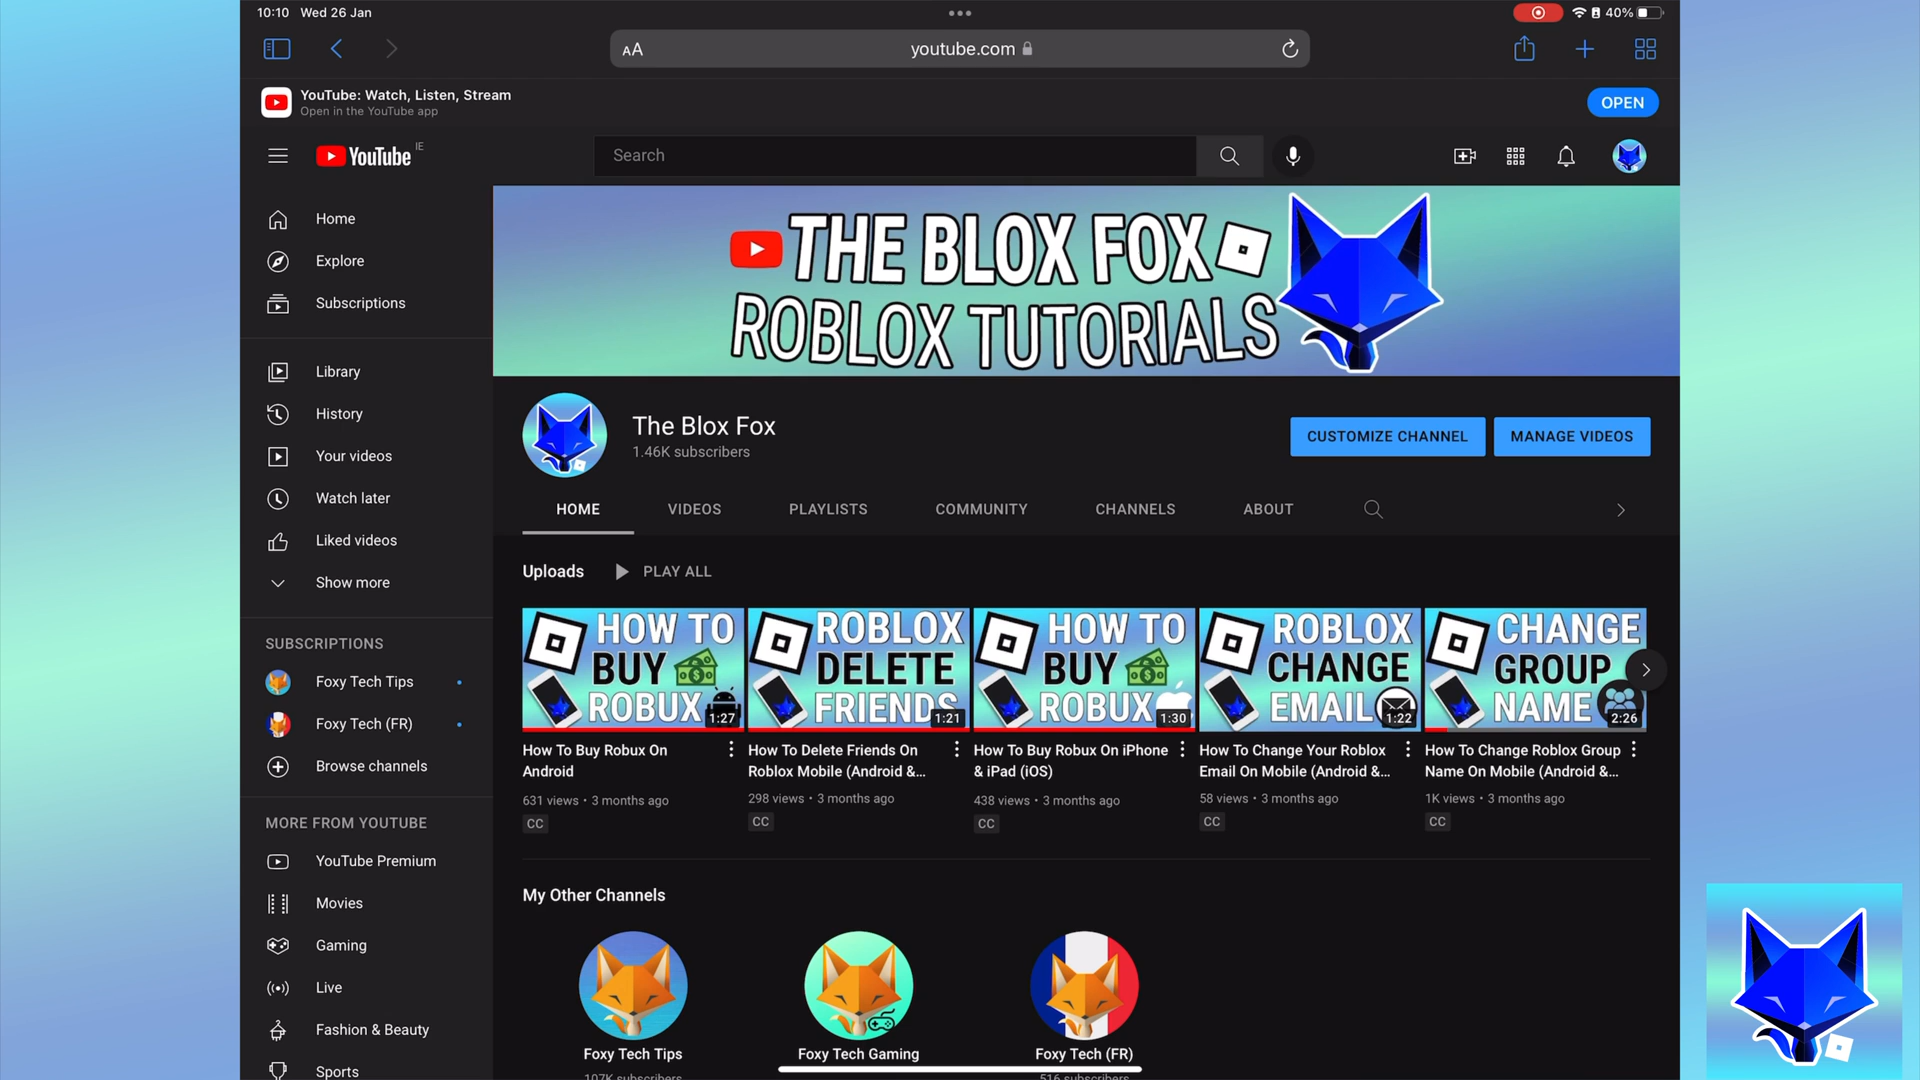 10:10 Wed 26 Jan
40%
AA
youtube.com
YouTube: Watch, Listen, Stream
Open in the YouTube app
OPEN
YouTube IE
Search
Home
Explore
Subscriptions
Library
History
Your videos
Watch later
Liked videos
Show more
SUBSCRIPTIONS
Foxy Tech Tips
Foxy Tech (FR)
Browse channels
MORE FROM YOUTUBE
YouTube Premium
Movies
Gaming
Live
Fashion & Beauty
Sports
THE BLOX FOX
ROBLOX TUTORIALS
The Blox Fox
1.46K subscribers
CUSTOMIZE CHANNEL
MANAGE VIDEOS
HOME VIDEOS PLAYLISTS COMMUNITY CHANNELS ABOUT
Uploads PLAY ALL
HOW TO
BUY
ROBUX
1:27
How To Buy Robux On
Android
631 views • 3 months ago
CC
ROBLOX
DELETE
FRIENDS
1:21
How To Delete Friends On
Roblox Mobile (Android &...
298 views • 3 months ago
CC
HOW TO
BUY
ROBUX
1:30
How To Buy Robux On iPhone
& iPad (iOS)
438 views • 3 months ago
CC
ROBLOX
CHANGE
EMAIL
1:22
How To Change Your Roblox
Email On Mobile (Android &...
58 views • 3 months ago
CC
CHANGE
GROUP
NAME
2:26
How To Change Roblox Group
Name On Mobile (Android &...
1K views • 3 months ago
CC
My Other Channels
Foxy Tech Tips
107K subscribers
Foxy Tech Gaming
Foxy Tech (FR)
516 subscribers